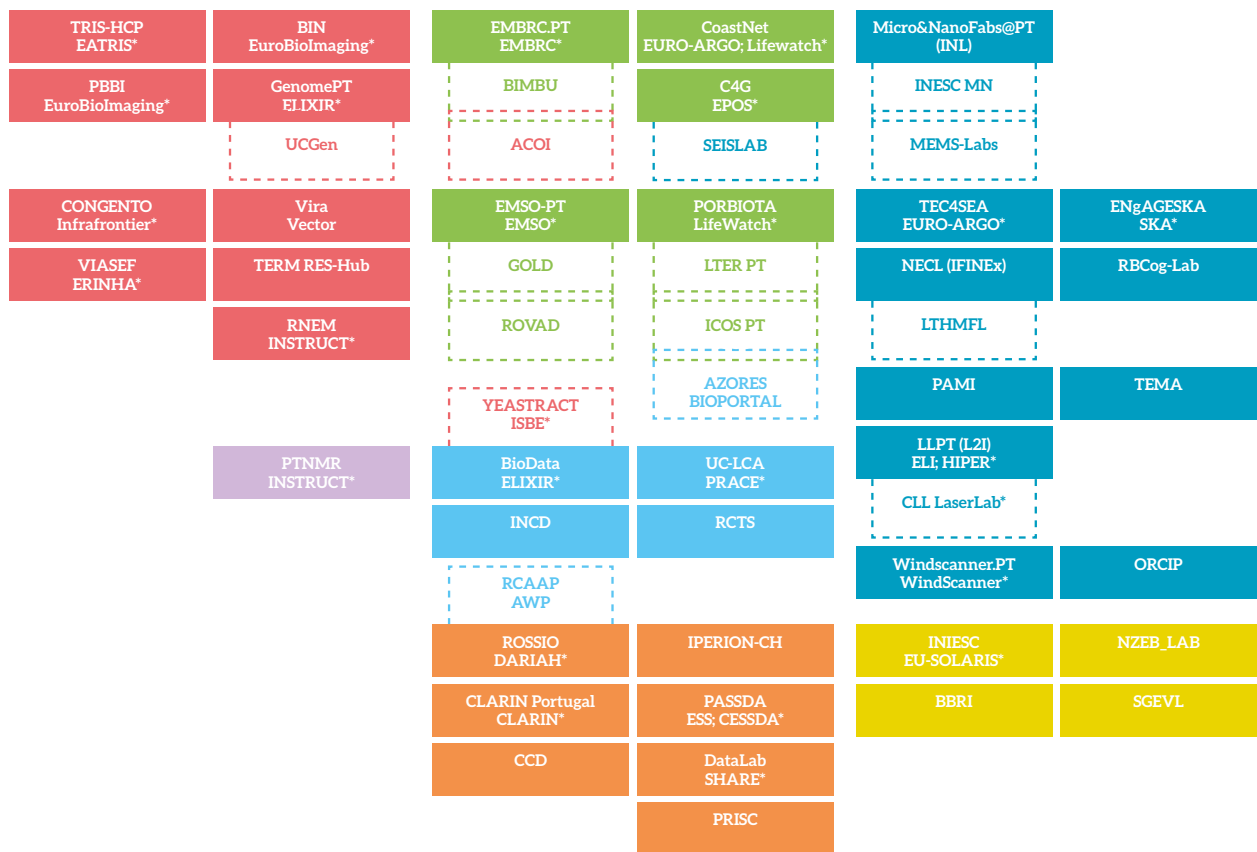 TRIS-HCP
EATRIS*
BIN
EuroBioImaging*
PBBI
EuroBioImaging*
GenomePT
ELIXIR*
UCGen
CONGENTO
Infrafrontier*
Vira
Vector
VIASEF
ERINHA*
TERM RES-Hub
RNEM
INSTRUCT*
PTNMR
INSTRUCT*
EMBRC.PT
EMBRC*
CoastNet
EURO-ARGO; Lifewatch*
BIMBU
C4G
EPOS*
ACOI
SEISLAB
EMSO-PT
EMSO*
PORBIOTA
LifeWatch*
GOLD
LTER PT
ROVAD
ICOS PT
AZORES
BIOPORTAL
YEASTRACT
ISBE*
BioData
ELIXIR*
UC-LCA
PRACE*
INCD
RCTS
RCAAP
AWP
ROSSIO
DARIAH*
IPERION-CH
CLARIN Portugal
CLARIN*
PASSDA
ESS; CESSDA*
CCD
DataLab
SHARE*
PRISC
Micro&NanoFabs@PT
(INL)
INESC MN
MEMS-Labs
TEC4SEA
EURO-ARGO*
ENgAGESKA
SKA*
NECL (IFINEx)
RBCog-Lab
LTHMFL
PAMI
TEMA
LLPT (L2I)
ELI; HIPER*
CLL LaserLab*
Windscanner.PT
WindScanner*
ORCIP
INIESC
EU-SOLARIS*
NZEB_LAB
BBRI
SGEVL